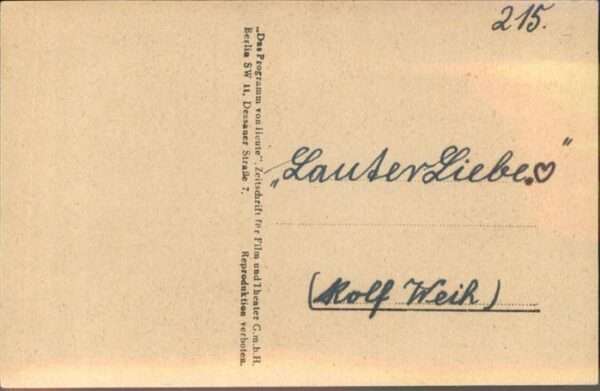 215.
„Das Programm von Heute", Zeitschrift für Film und Theater G.m.b.H.
Berlin SW 11, Dessauer Straße 7. Reproduktion verboten.
„Lauter Liebe.♡"
(Rolf Weih)